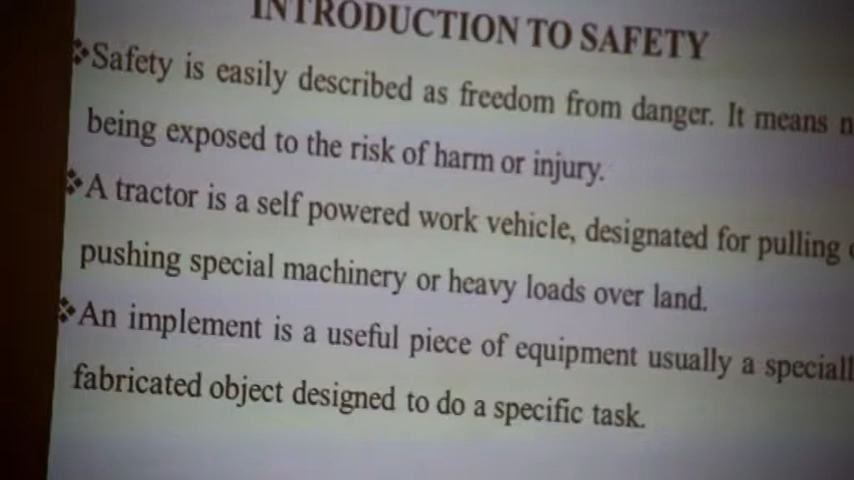 INTRODUCTION TO SAFETY
❖Safety is easily described as freedom from danger. It means
being exposed to the risk of harm or injury.
❖A tractor is a self powered work vehicle, designated for pulling
pushing special machinery or heavy loads over land.
❖An implement is a useful piece of equipment usually a speciall
fabricated object designed to do a specific task.